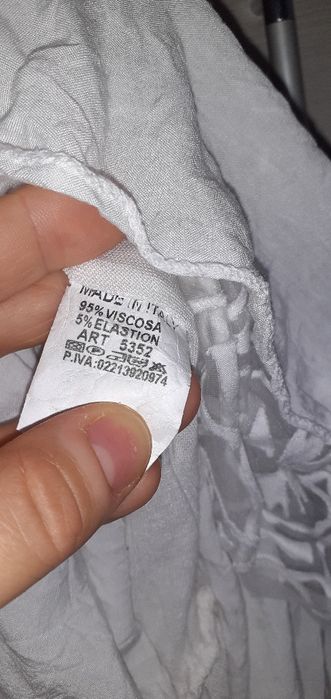 MADE IN ITALY
95% VISCOSA
5% ELASTION
ART 5352
P.IVA:02213920974